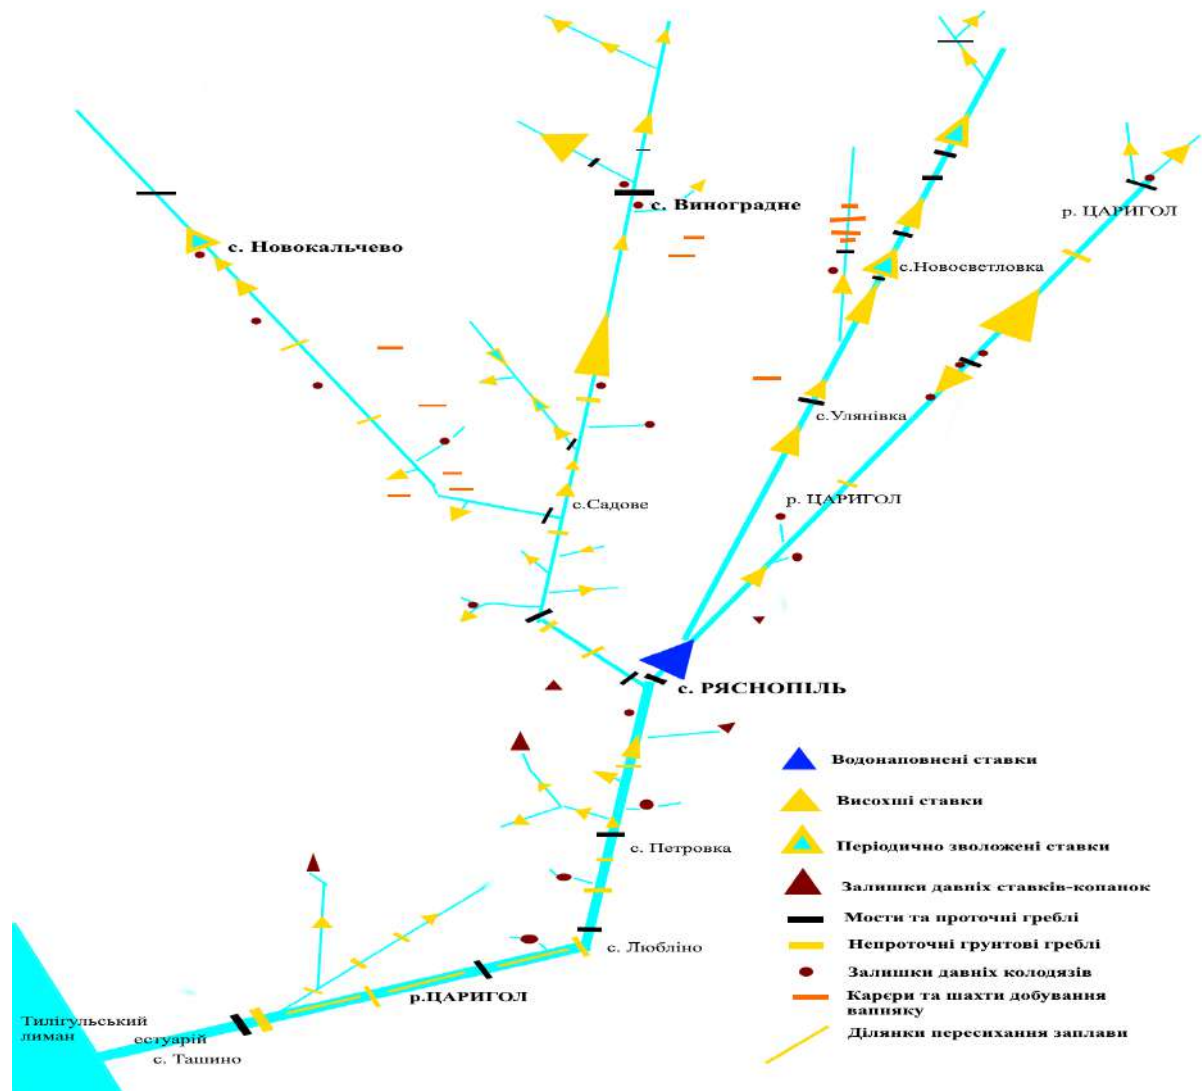 с. Виноградне
р. ЦАРИГОЛ
с. Новокальчево
с.Новосветловка
с.Улянівка
р. ЦАРИГОЛ
с.Садове
с. РЯСНОПІЛЬ
Водонаповнені ставки
Висохші ставки
с. Петровка
Періодично зволожені ставки
Залишки давніх ставків-копанок
Мости та проточні греблі
с. Любліно
Непроточні грунтові греблі
Залишки давніх колодязів
р.ЦАРИГОЛ
Карєри та шахти добування
вапняку
Тилігульський
лиман
естуарій
с. Ташино
Ділянки пересихання заплави